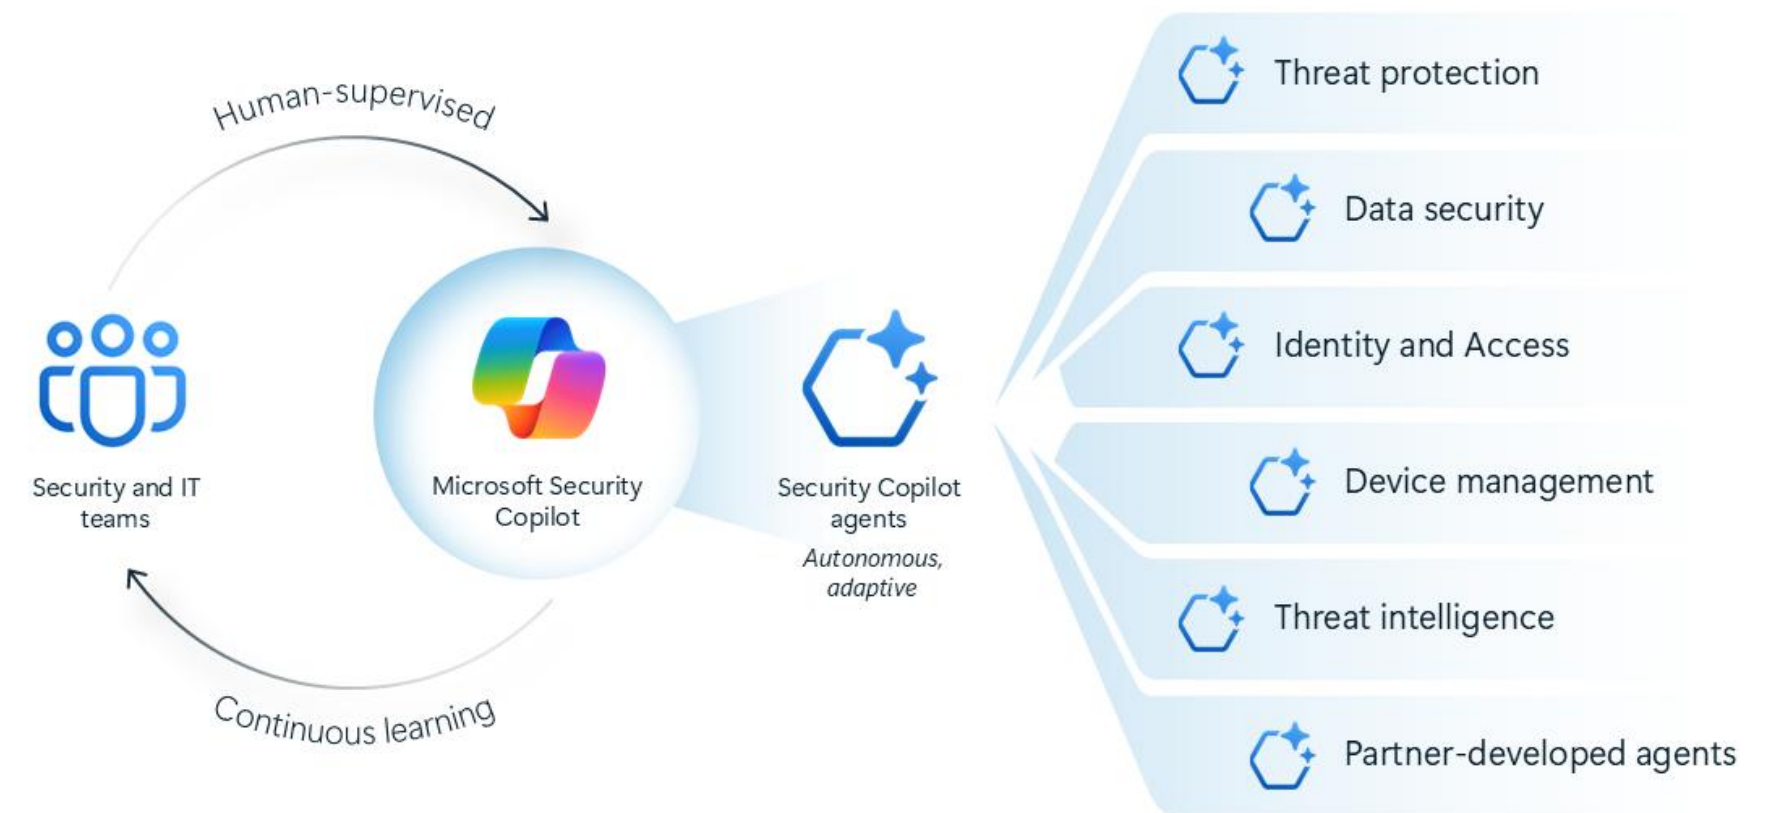 Human-supervised
Security and IT
teams
Microsoft Security
Copilot
Security Copilot
agents
Autonomous,
adaptive
Continuous learning
Threat protection
Data security
Identity and Access
Device management
Threat intelligence
Partner-developed agents